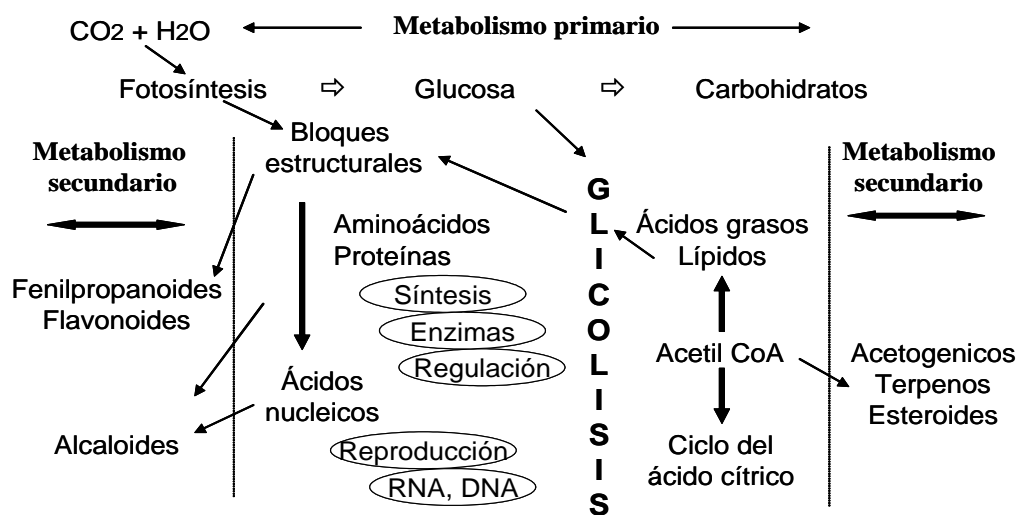 CO2 + H2O
Metabolismo primario
Fotosíntesis ⇨ Glucosa ⇨ Carbohidratos
Bloques
estructurales
Metabolismo
secundario
Fenilpropanoides
Flavonoides
Alcaloides
Aminoácidos
Proteínas
Síntesis
Enzimas
Regulación
Ácidos
nucleicos
Reproducción
RNA, DNA
G
L
I
C
O
L
I
S
I
S
Ácidos grasos
Lípidos
Acetil CoA
Ciclo del
ácido cítrico
Metabolismo
secundario
Acetogenicos
Terpenos
Esteroides